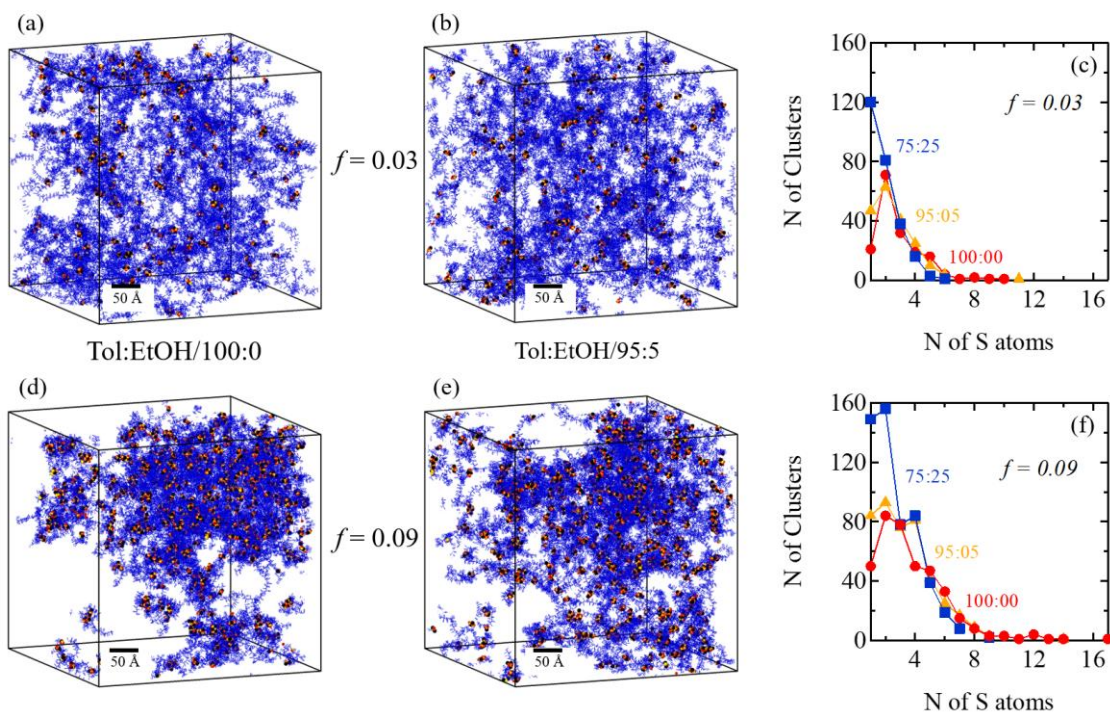 (a)
(b)
(c)
50 Å
f = 0.03
50 Å
Tol:EtOH/100:0
Tol:EtOH/95:5
160
120
80
40
0
4
8
12
16
N of Clusters
N of S atoms
f = 0.03
75:25
95:05
100:00
(d)
(e)
(f)
50 Å
f = 0.09
50 Å
160
120
80
40
0
4
8
12
16
N of Clusters
N of S atoms
f = 0.09
75:25
95:05
100:00